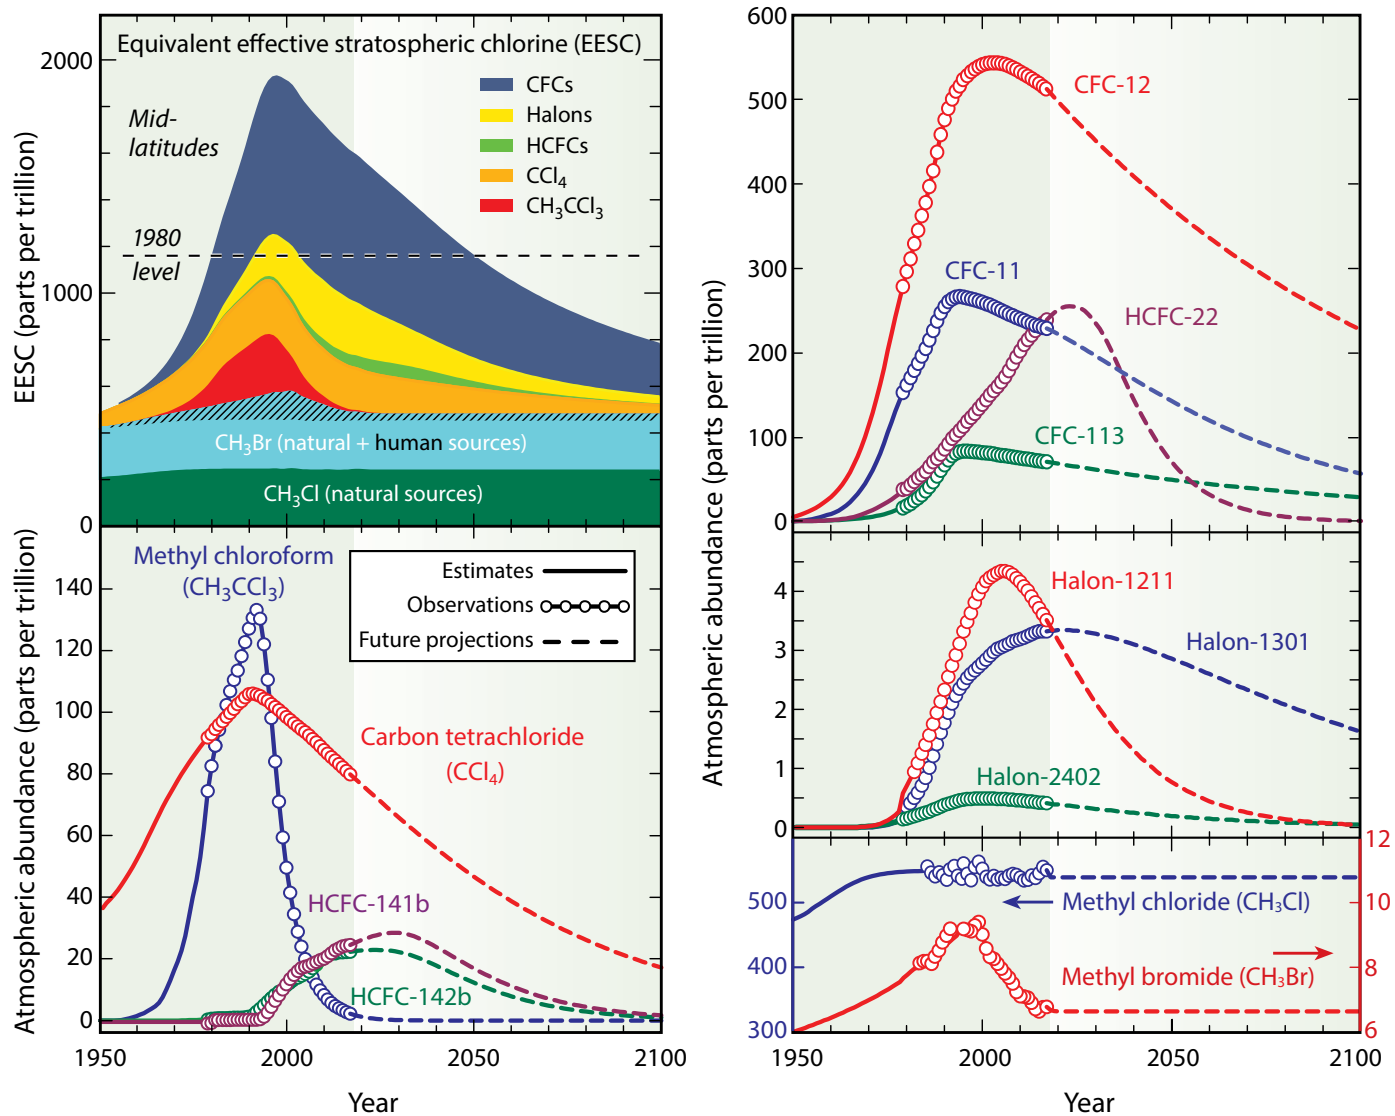 Equivalent effective stratospheric chlorine (EESC)
2000
1000
0
EESC (parts per trillion)
Mid-
latitudes
1980
level
CFCs
Halons
HCFCs
CCl4
CH3CCl3
CH3Br (natural + human sources)
CH3Cl (natural sources)
140
120
100
80
60
40
20
0
Atmospheric abundance (parts per trillion)
Methyl chloroform
(CH3CCl3)
Estimates
Observations
Future projections
Carbon tetrachloride
(CCl4)
HCFC-141b
HCFC-142b
1950
2000
2050
2100
Year
600
500
400
300
200
100
0
Atmospheric abundance (parts per trillion)
CFC-12
CFC-11
HCFC-22
CFC-113
4
3
2
1
0
Halon-1211
Halon-1301
Halon-2402
500
400
300
12
10
8
6
Methyl chloride (CH3Cl)
Methyl bromide (CH3Br)
1950
2000
2050
2100
Year